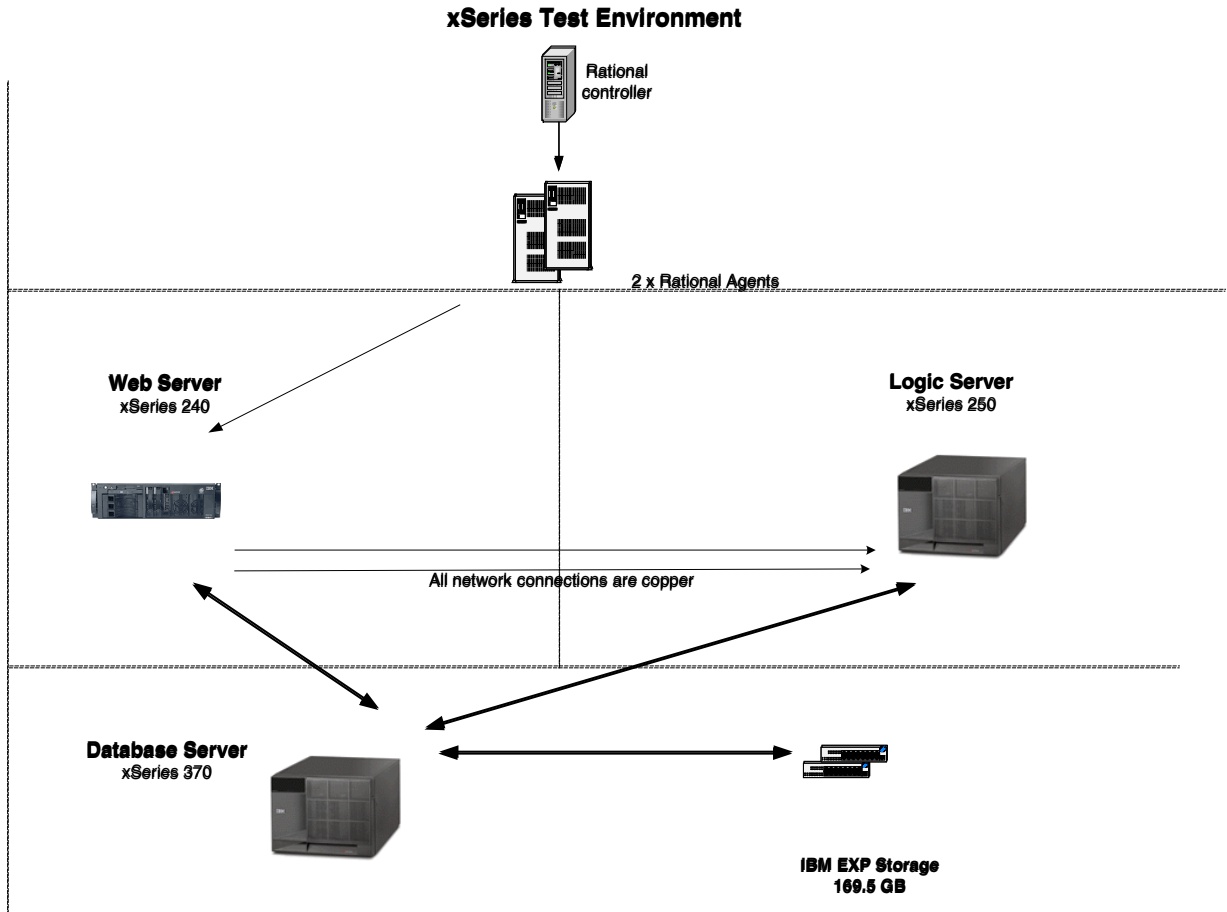 xSeries Test Environment
Rational
controller
2 x Rational Agents
Web Server
xSeries 240
Logic Server
xSeries 250
All network connections are copper
Database Server
xSeries 370
IBM EXP Storage
169.5 GB